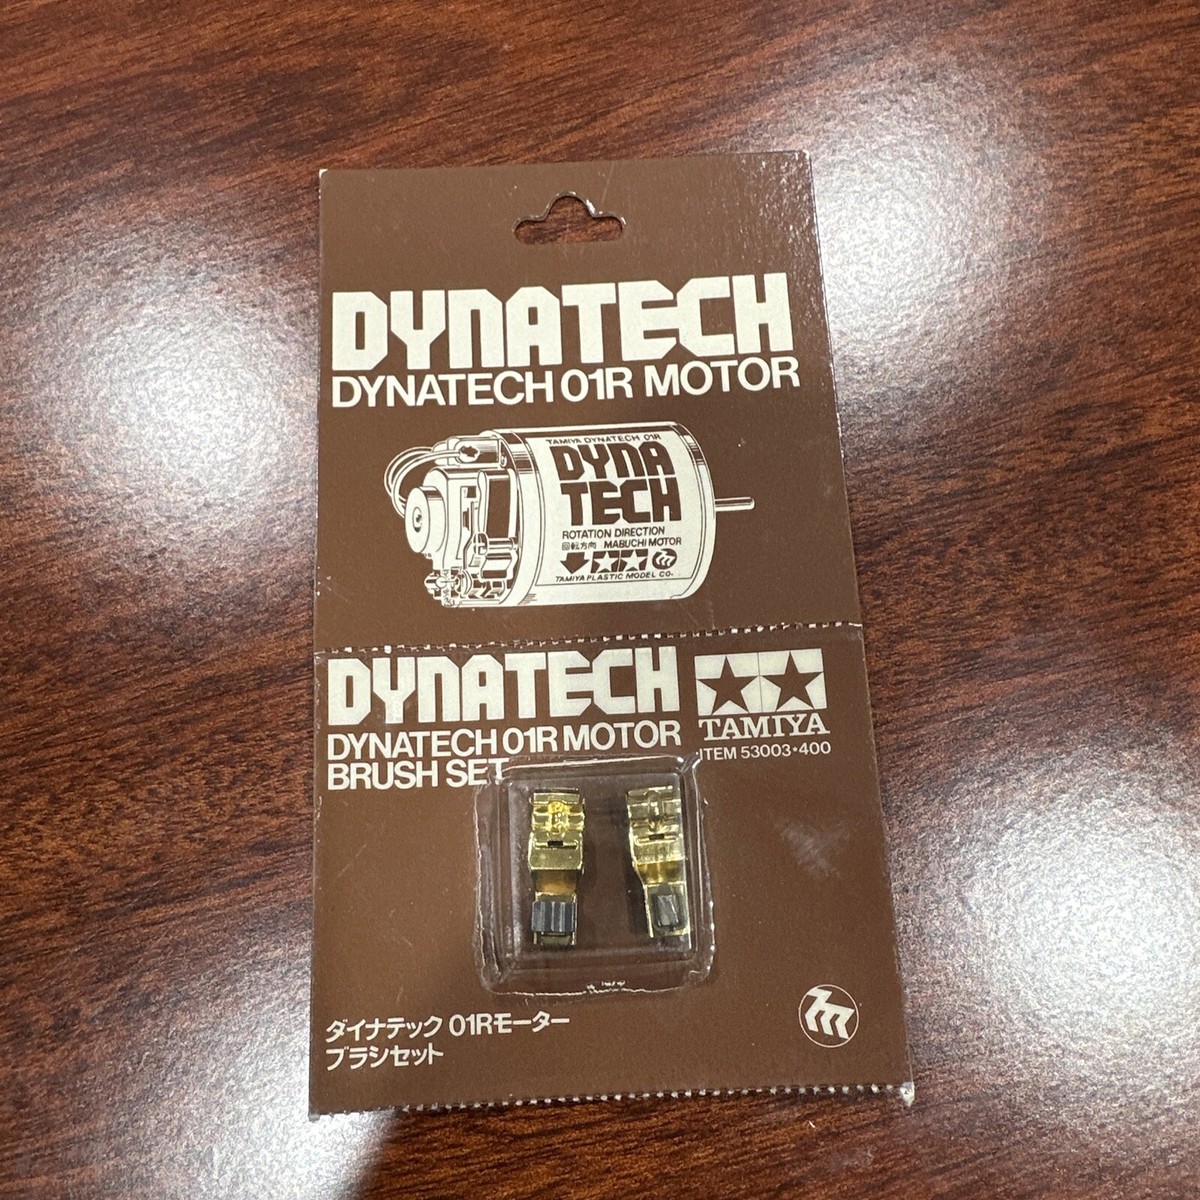 DYNATECH
DYNATECH 01R MOTOR
TAMIYA DYNATECH 01R
DYNA
TECH
ROTATION DIRECTION
回転方向 MABUCHI MOTOR
TAMIYA PLASTIC MODEL CO.
DYNATECH
DYNATECH 01R MOTOR
BRUSH SET
TAMIYA
ITEM 53003•400
ダイナテック 01Rモーター
ブラシセット